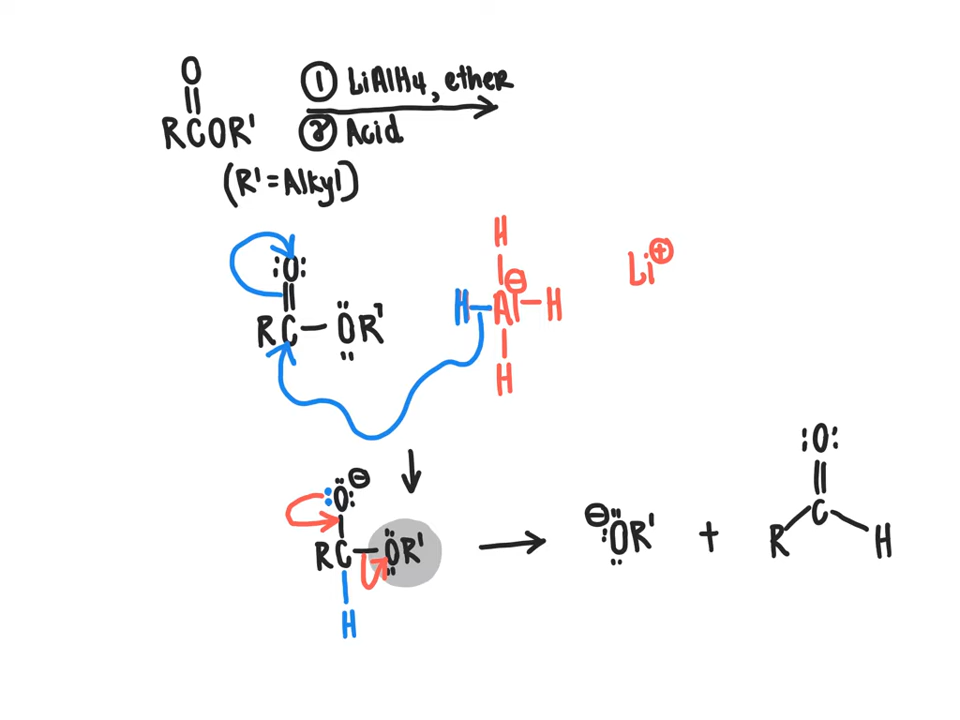 O
RCOR'
① LiAlH4, ether
② Acid
(R'=Alkyl)
:O:
RC—ÖR'
H
H—Al⊖—H
H
Li⊕
:Ö:⊖
RC—ÖR'
H
⊖:ÖR' + 
:O:
C
R H